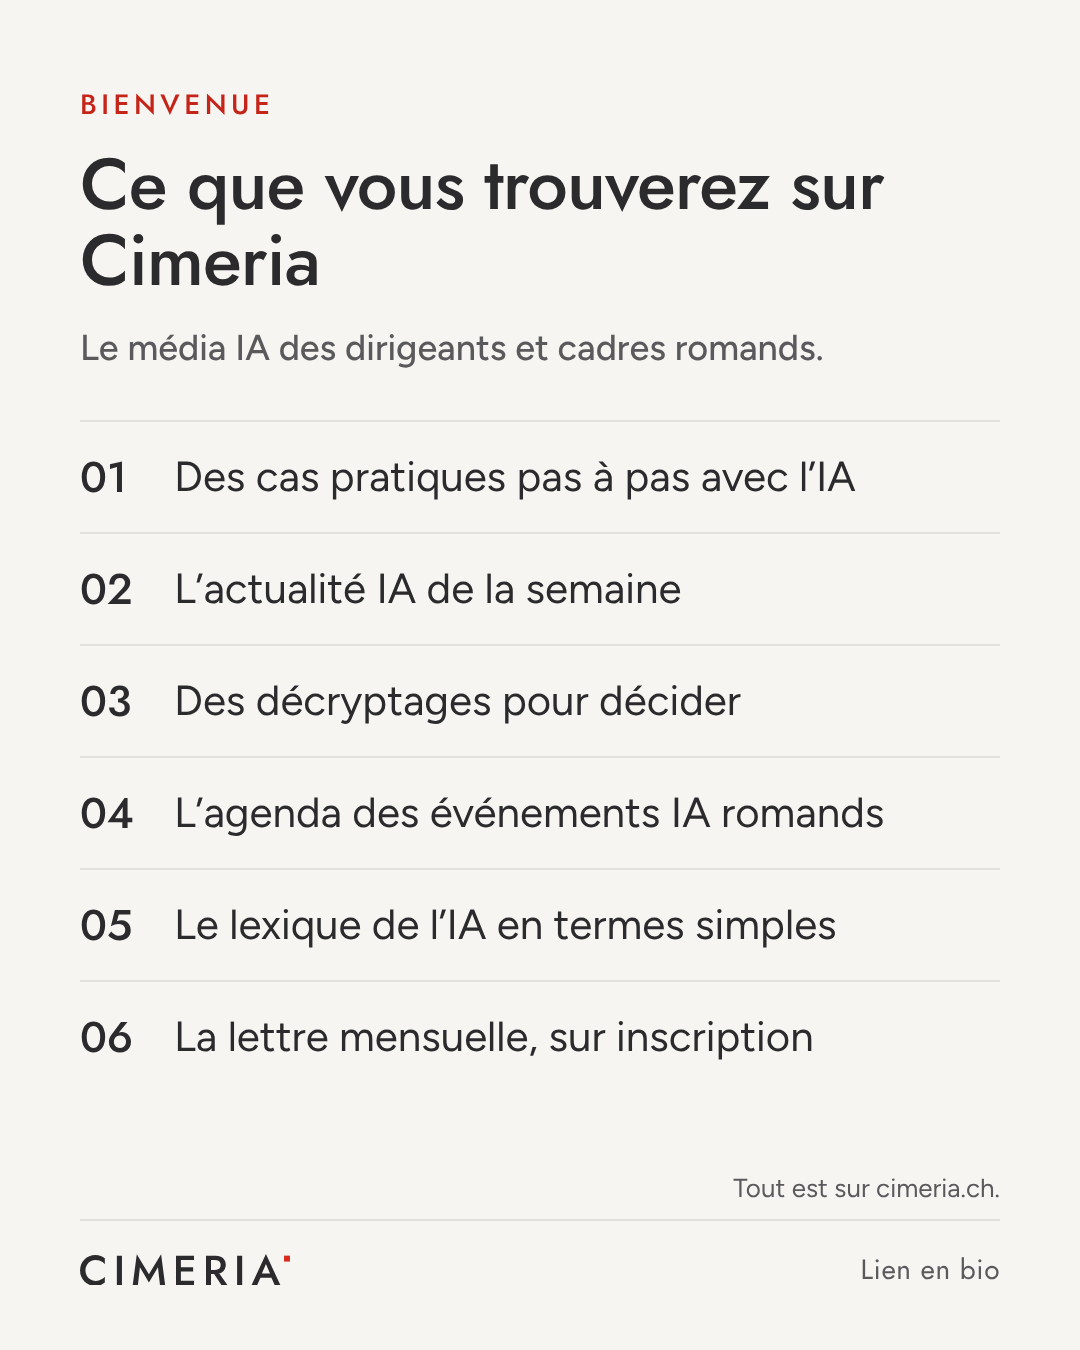 BIENVENUE
Ce que vous trouverez sur
Cimeria
Le média IA des dirigeants et cadres romands.
01 Des cas pratiques pas à pas avec l’IA
02 L’actualité IA de la semaine
03 Des décryptages pour décider
04 L’agenda des événements IA romands
05 Le lexique de l’IA en termes simples
06 La lettre mensuelle, sur inscription
Tout est sur cimeria.ch.
CIMERIA
Lien en bio